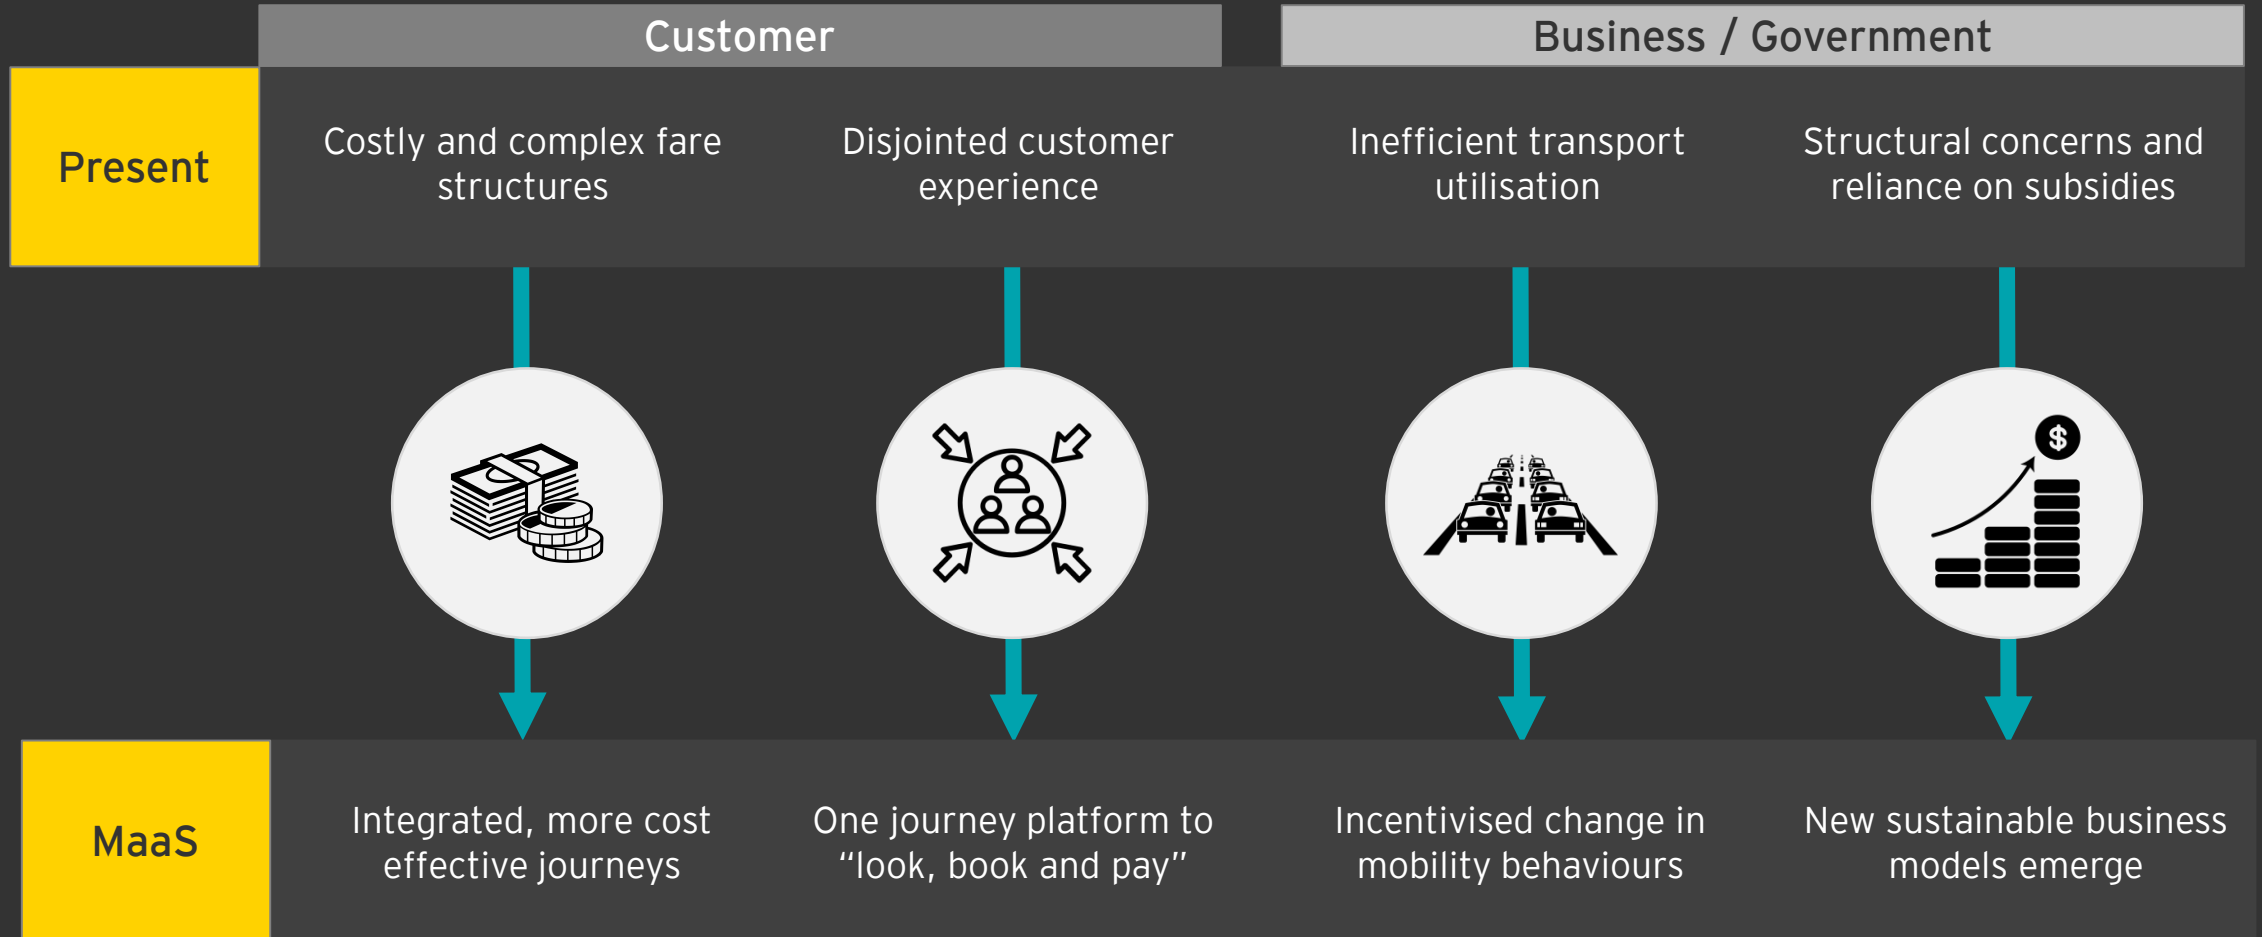 Customer
Business / Government
Present
Costly and complex fare
structures
Disjointed customer
experience
Inefficient transport
utilisation
Structural concerns and
reliance on subsidies
$
MaaS
Integrated, more cost
effective journeys
One journey platform to
“look, book and pay”
Incentivised change in
mobility behaviours
New sustainable business
models emerge